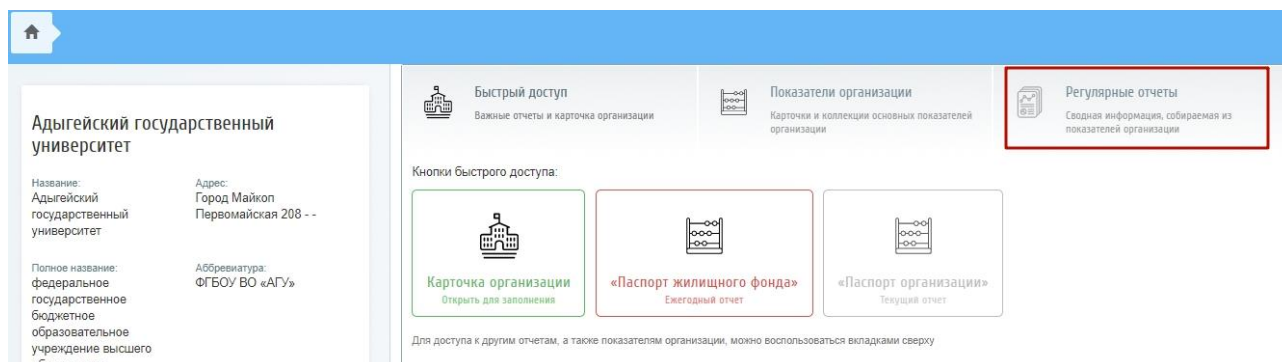 Адыгейский государственный
университет
Название:
Адыгейский
государственный
университет
Адрес:
Город Майкоп
Первомайская 208 - -
Полное название:
федеральное
государственное
бюджетное
образовательное
учреждение высшего
Аббревиатура:
ФГБОУ ВО «АГУ»
Быстрый доступ
Важные отчеты и карточка организации
Показатели организации
Карточки и коллекции основных показателей
организации
Регулярные отчеты
Сводная информация, собираемая из
показателей организации
Кнопки быстрого доступа:
Карточка организации
Открыть для заполнения
«Паспорт жилищного фонда»
Ежегодный отчет
«Паспорт организации»
Текущий отчет
Для доступа к другим отчетам, а также показателям организации, можно воспользоваться вкладками сверху